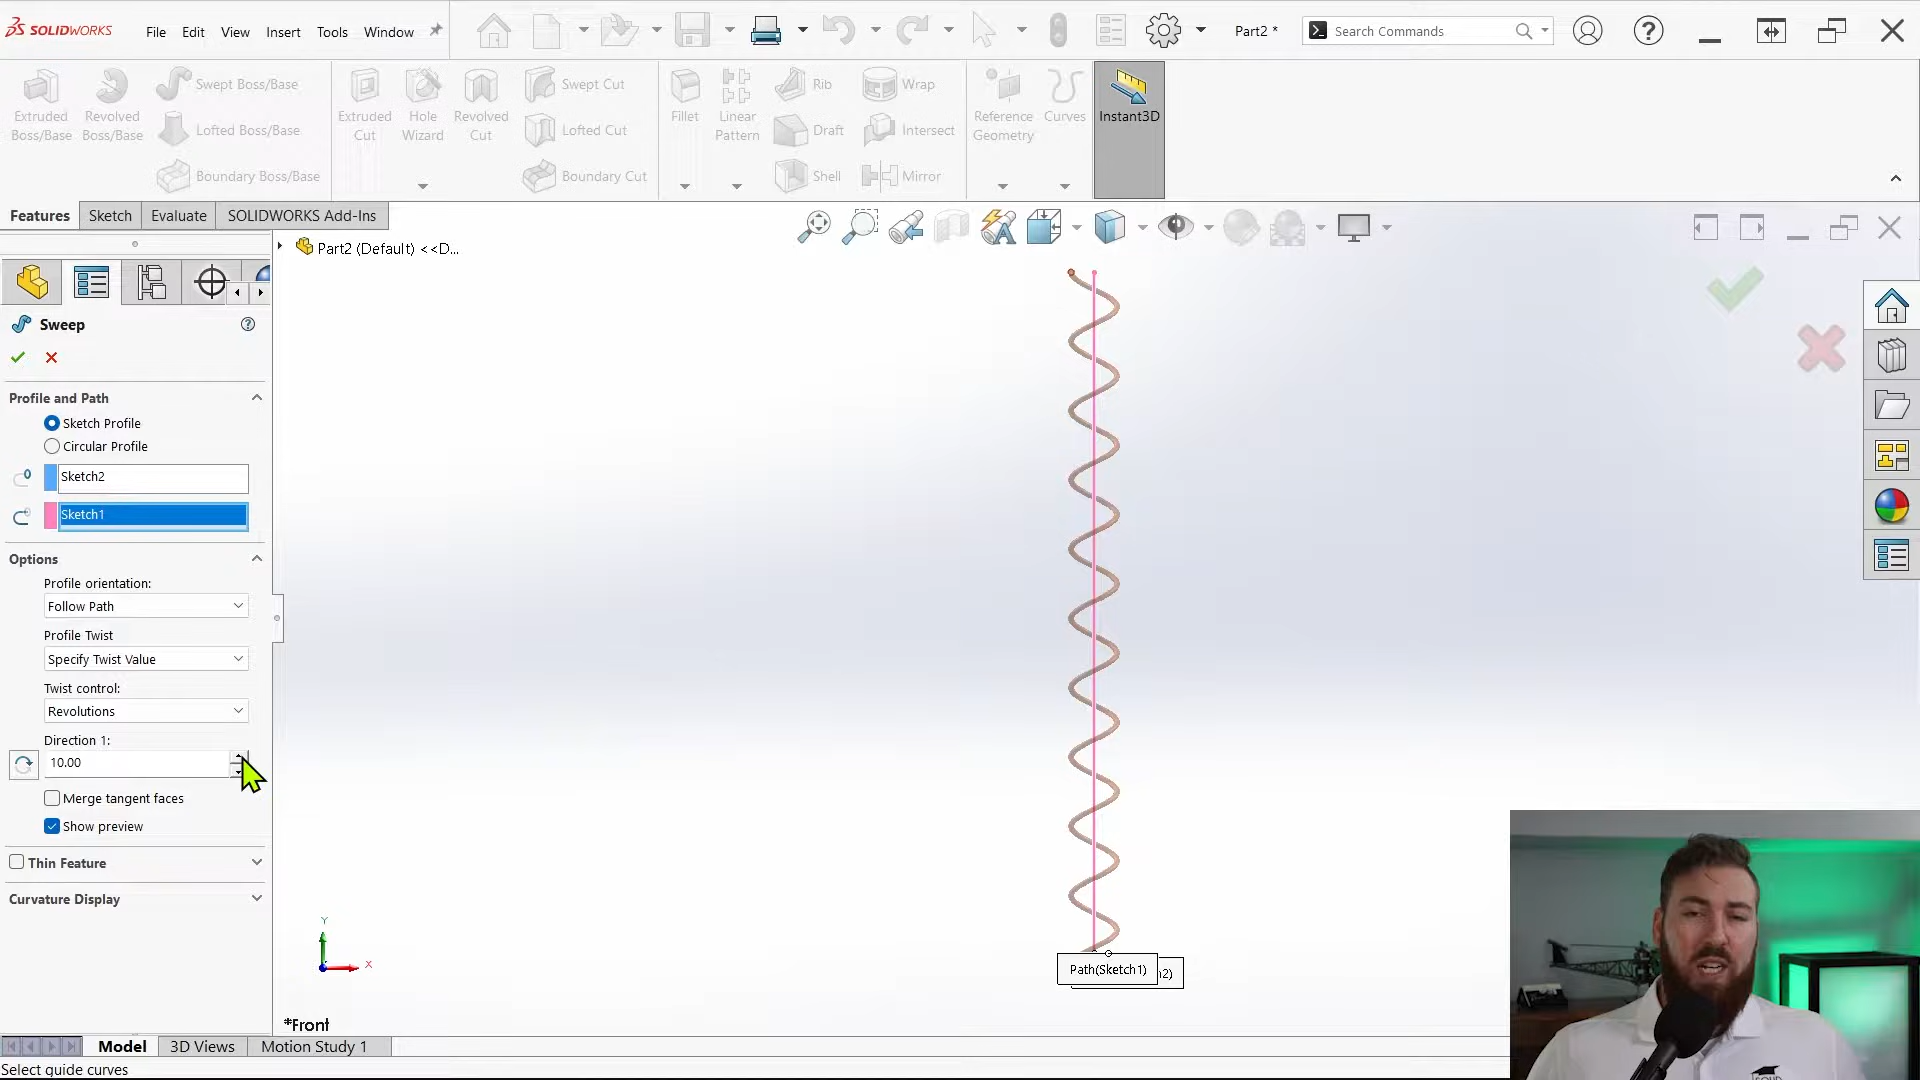 SOLIDWORKS File Edit View Insert Tools Window Part2 * Search Commands
Extruded Boss/Base
Revolved Boss/Base
Swept Boss/Base
Lofted Boss/Base
Boundary Boss/Base
Extruded Cut
Hole Wizard
Revolved Cut
Swept Cut
Lofted Cut
Boundary Cut
Fillet
Linear Pattern
Rib
Draft
Shell
Wrap
Intersect
Mirror
Reference Geometry
Curves
Instant3D
Features Sketch Evaluate SOLIDWORKS Add-Ins
Part2 (Default) <<D...
Sweep
Profile and Path
Sketch Profile
Circular Profile
Sketch2
Sketch1
Options
Profile orientation:
Follow Path
Profile Twist
Specify Twist Value
Twist control:
Revolutions
Direction 1:
10.00
Merge tangent faces
Show preview
Thin Feature
Curvature Display
Y
X
Path(Sketch1) h2)
*Front
Model 3D Views Motion Study 1
Select guide curves